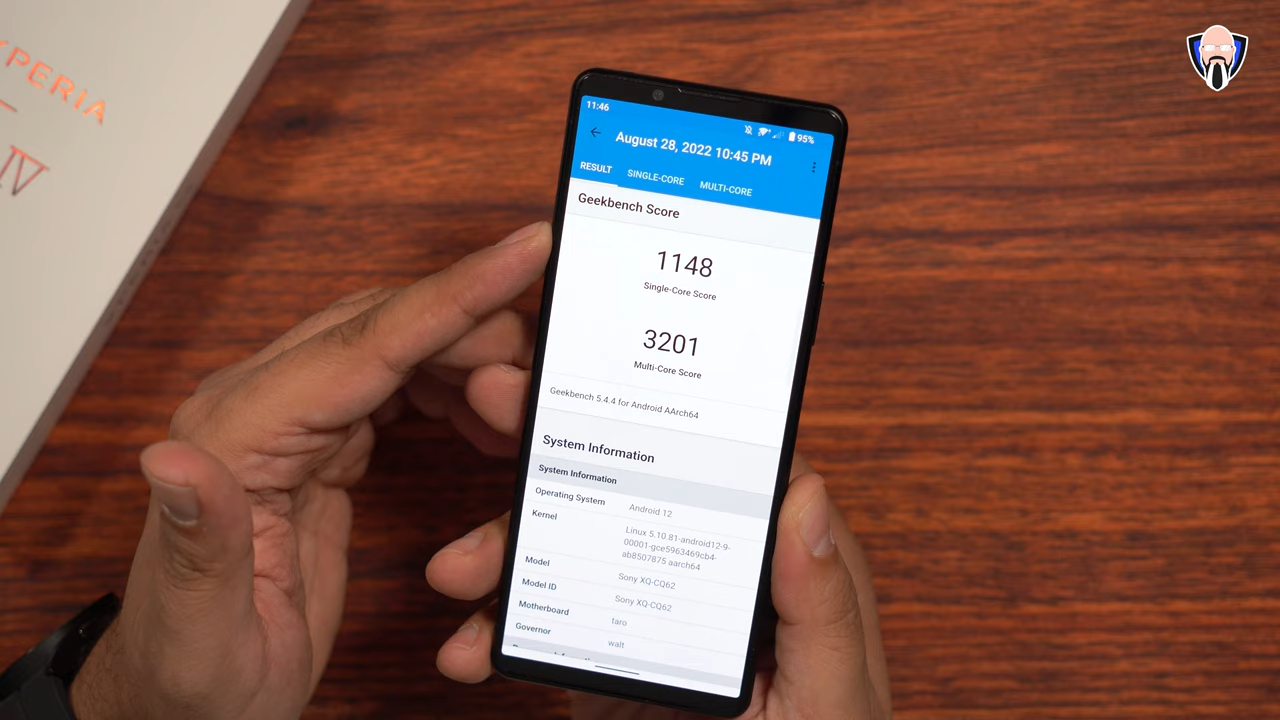 XPERIA
IV
11:46
95%
August 28, 2022 10:45 PM
RESULT SINGLE-CORE MULTI-CORE
Geekbench Score
1148
Single-Core Score
3201
Multi-Core Score
Geekbench 5.4.4 for Android AArch64
System Information
System Information
Operating System Android 12
Kernel Linux 5.10.81-android12-9-
00001-gce5963469cb4-
ab8507875 aarch64
Model Sony XQ-CQ62
Model ID Sony XQ-CQ62
Motherboard taro
Governor walt